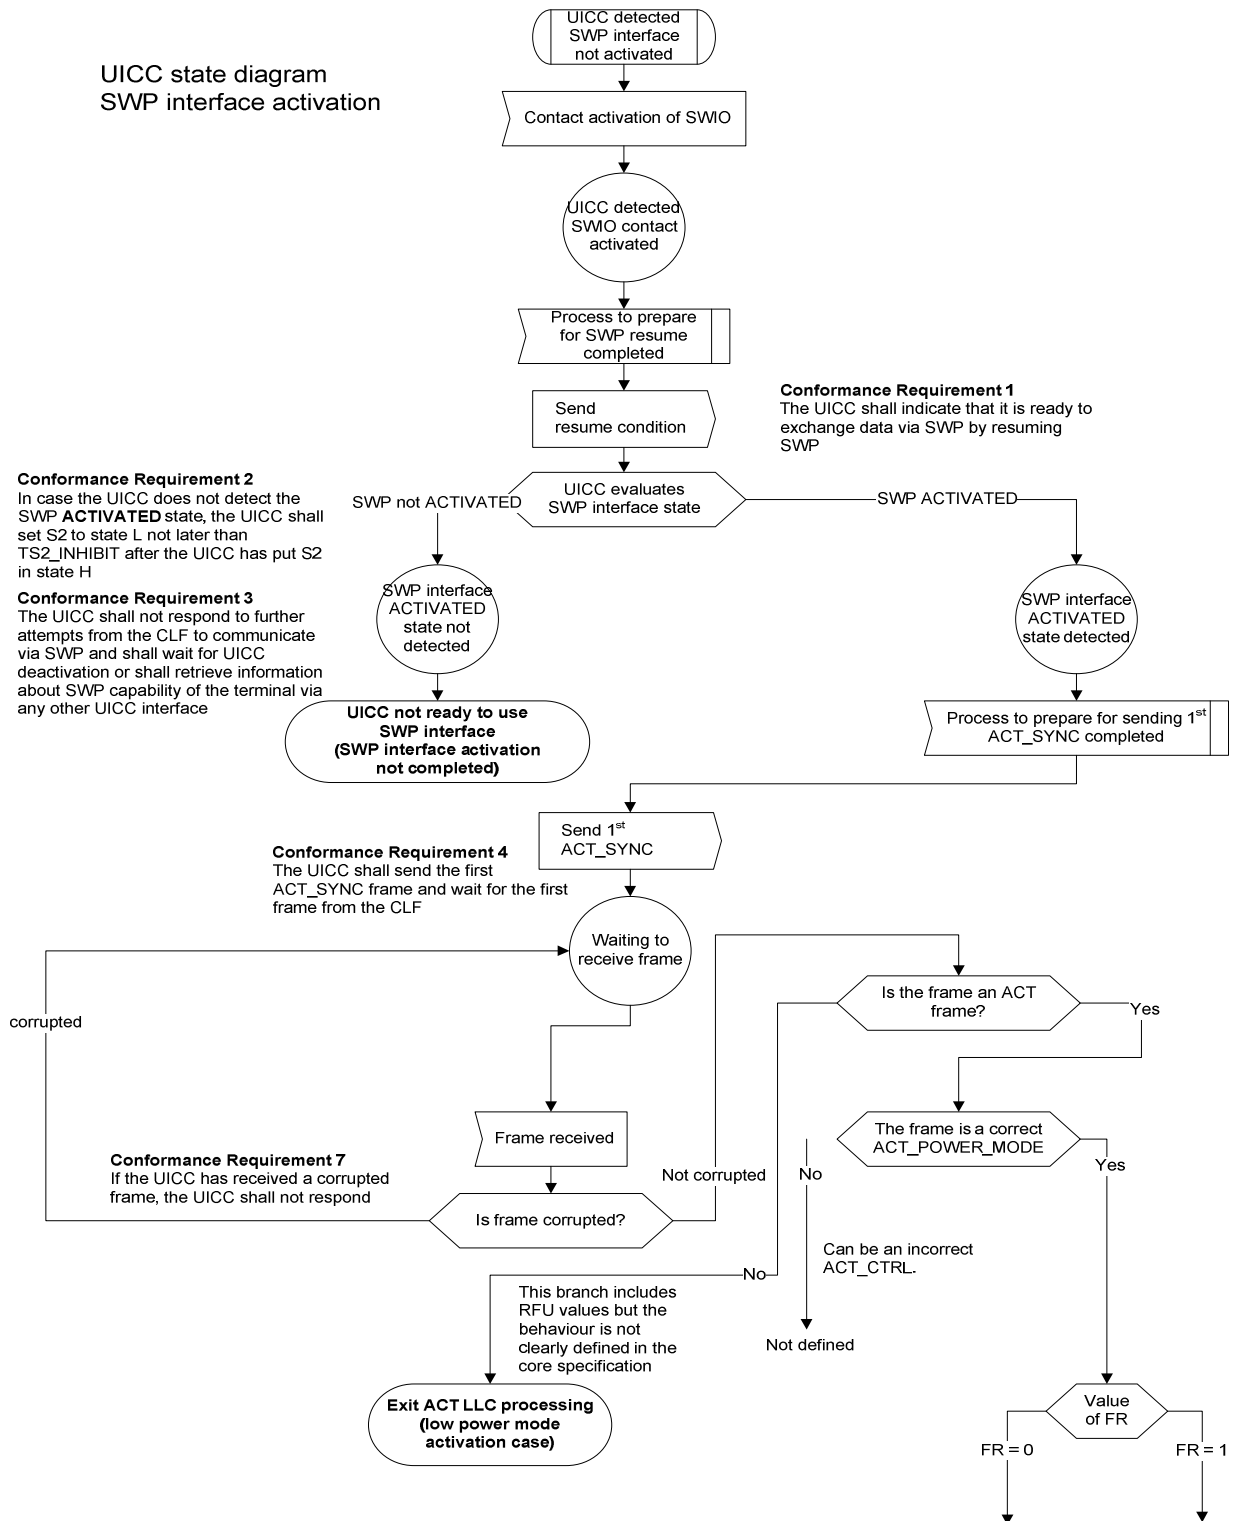 UICC detected
SWP interface
not activated
UICC state diagram
SWP interface activation
Contact activation of SWIO
UICC detected
SWIO contact
activated
Process to prepare
for SWP resume
completed
Conformance Requirement 1
The UICC shall indicate that it is ready to
exchange data via SWP by resuming
SWP
Send
resume condition
Conformance Requirement 2
In case the UICC does not detect the
SWP ACTIVATED state, the UICC shall
set S2 to state L not later than
TS2_INHIBIT after the UICC has put S2
in state H
SWP not ACTIVATED
UICC evaluates
SWP interface state
SWP ACTIVATED
Conformance Requirement 3
The UICC shall not respond to further
attempts from the CLF to communicate
via SWP and shall wait for UICC
deactivation or shall retrieve information
about SWP capability of the terminal via
any other UICC interface
SWP interface
ACTIVATED
state not
detected
SWP interface
ACTIVATED
state detected
UICC not ready to use
SWP interface
(SWP interface activation
not completed)
Process to prepare for sending 1st
ACT_SYNC completed
Send 1st
ACT_SYNC
Conformance Requirement 4
The UICC shall send the first
ACT_SYNC frame and wait for the first
frame from the CLF
Waiting to
receive frame
Is the frame an ACT
frame?
Yes
corrupted
The frame is a correct
ACT_POWER_MODE
Frame received
Conformance Requirement 7
If the UICC has received a corrupted
frame, the UICC shall not respond
Not corrupted
No
Yes
Is frame corrupted?
Can be an incorrect
ACT_CTRL.
No
This branch includes
RFU values but the
behaviour is not
clearly defined in the
core specification
Not defined
Exit ACT LLC processing
(low power mode
activation case)
Value
of FR
FR = 0
FR = 1